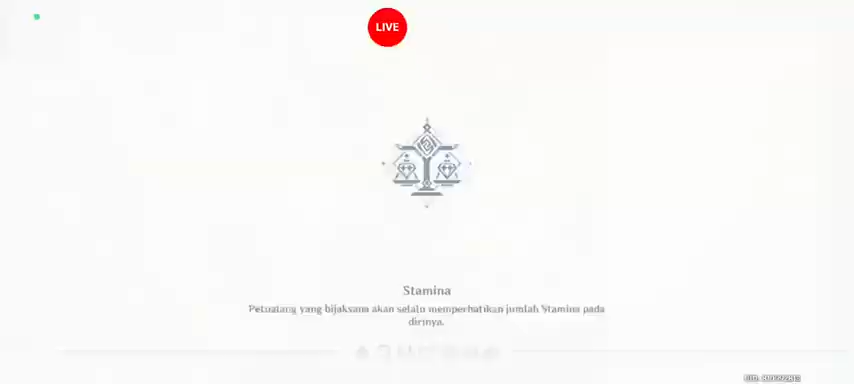 LIVE
Stamina
Petualang yang bijaksana akan selalu memperhatikan jumlah Stamina pada
dirinya.